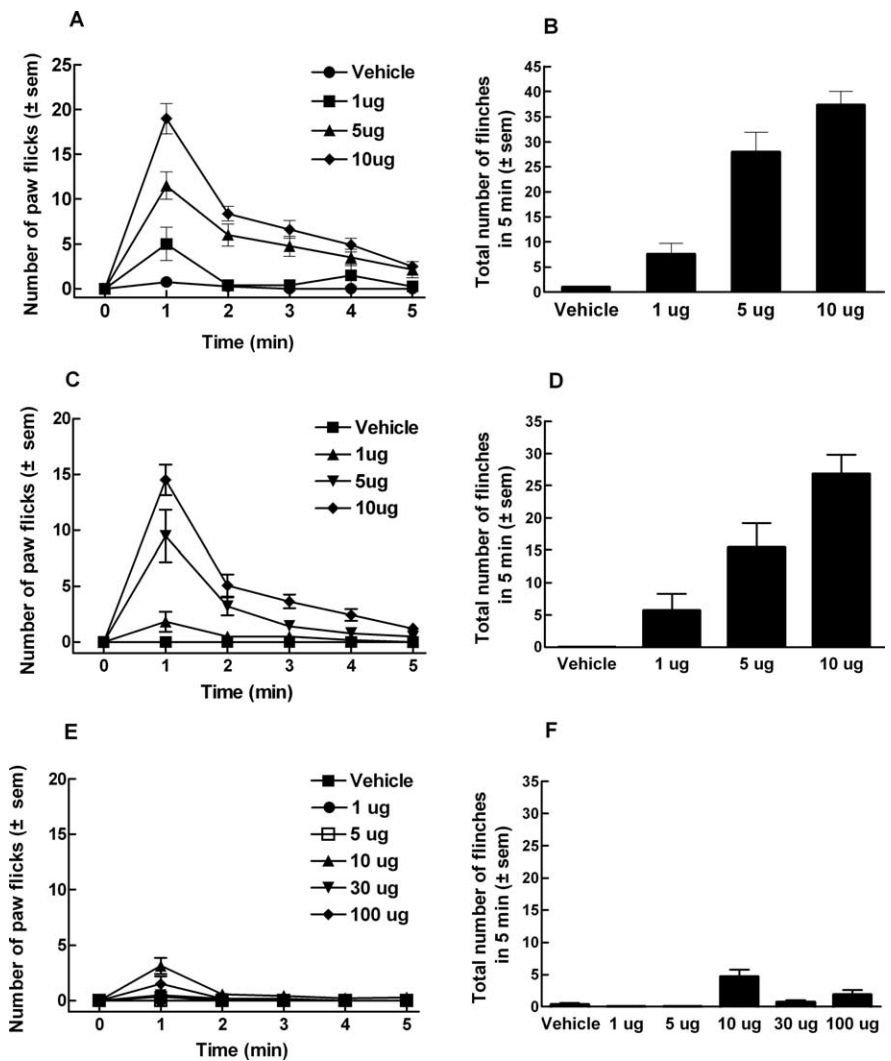 A
Number of paw flicks (± sem)
25
20
15
10
5
0
Vehicle
1ug
5ug
10ug
0 1 2 3 4 5
Time (min)
B
Total number of flinches
in 5 min (± sem)
45
40
35
30
25
20
15
10
5
0
Vehicle 1 ug 5 ug 10 ug
C
Number of paw flicks (± sem)
20
15
10
5
0
Vehicle
1ug
5ug
10ug
0 1 2 3 4 5
Time (min)
D
Total number of flinches
in 5 min (± sem)
35
30
25
20
15
10
5
0
Vehicle 1 ug 5 ug 10 ug
E
Number of paw flicks (± sem)
20
15
10
5
0
Vehicle
1 ug
5 ug
10 ug
30 ug
100 ug
0 1 2 3 4 5
Time (min)
F
Total number of flinches
in 5 min (± sem)
35
30
25
20
15
10
5
0
Vehicle 1 ug 5 ug 10 ug 30 ug 100 ug